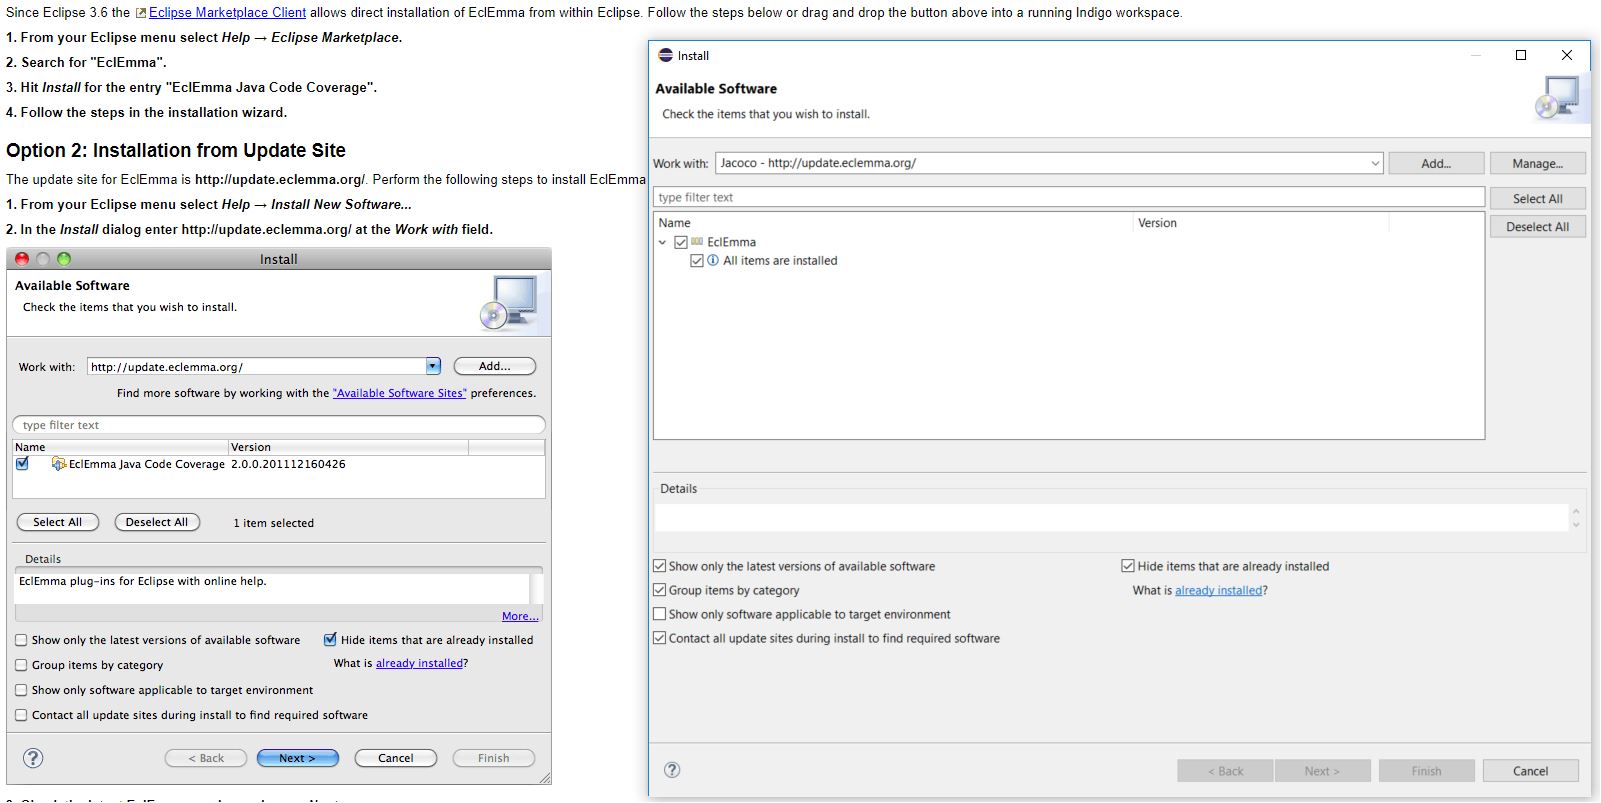 Since Eclipse 3.6 the Eclipse Marketplace Client allows direct installation of EclEmma from within Eclipse. Follow the steps below or drag and drop the button above into a running Indigo workspace.
1. From your Eclipse menu select Help → Eclipse Marketplace.
2. Search for "EclEmma".
3. Hit Install for the entry "EclEmma Java Code Coverage".
4. Follow the steps in the installation wizard.
Option 2: Installation from Update Site
The update site for EclEmma is http://update.eclemma.org/. Perform the following steps to install EclEmma
1. From your Eclipse menu select Help → Install New Software...
2. In the Install dialog enter http://update.eclemma.org/ at the Work with field.
Install
Available Software
Check the items that you wish to install.
Work with: http://update.eclemma.org/ Add...
Find more software by working with the "Available Software Sites" preferences.
type filter text
Name Version
EclEmma Java Code Coverage 2.0.0.201112160426
Select All Deselect All 1 item selected
Details
EclEmma plug-ins for Eclipse with online help.
More...
Show only the latest versions of available software Hide items that are already installed
Group items by category What is already installed?
Show only software applicable to target environment
Contact all update sites during install to find required software
? < Back Next > Cancel Finish
Install
Available Software
Check the items that you wish to install.
Work with: Jacoco - http://update.eclemma.org/ Add... Manage...
type filter text Select All
Name Version Deselect All
EclEmma
All items are installed
Details
Show only the latest versions of available software Hide items that are already installed
Group items by category What is already installed?
Show only software applicable to target environment
Contact all update sites during install to find required software
? < Back Next > Finish Cancel